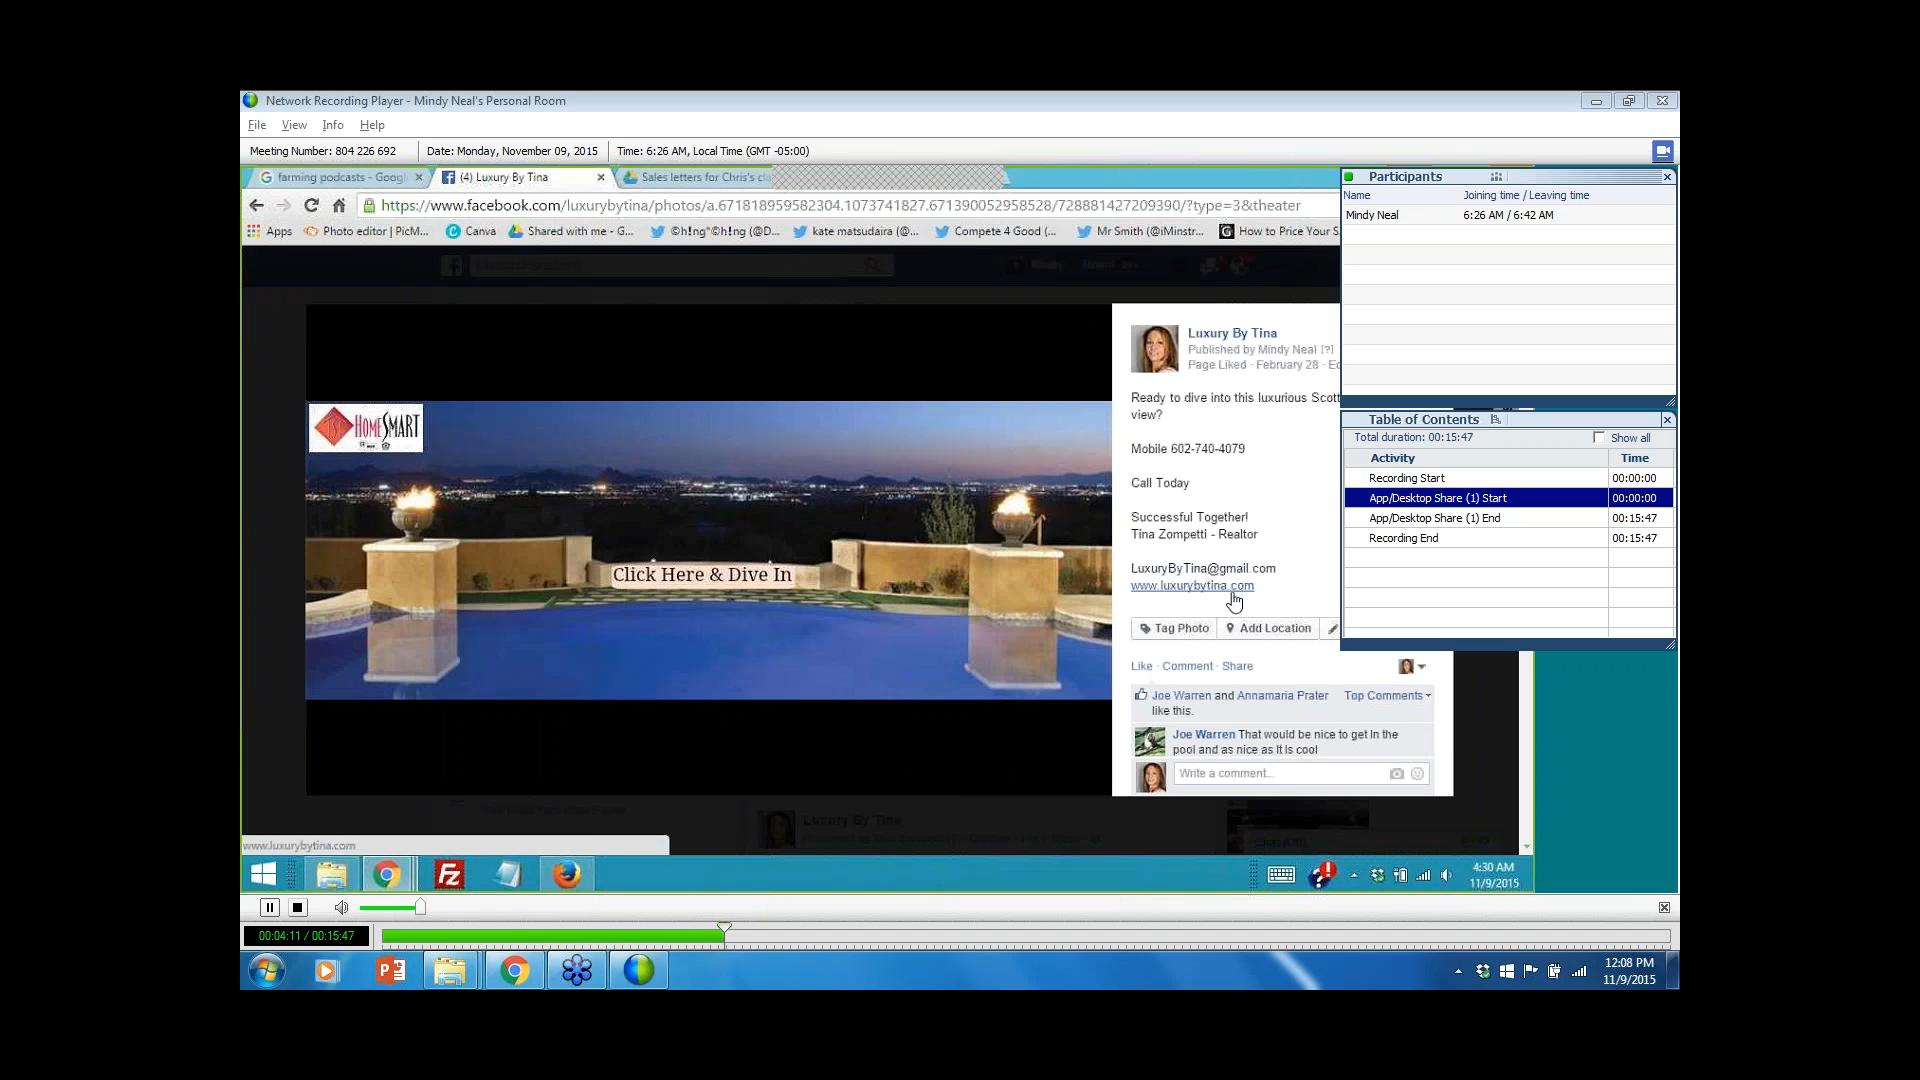 Network Recording Player - Mindy Neal's Personal Room
File View Info Help
Meeting Number: 804 226 692 Date: Monday, November 09, 2015 Time: 6:26 AM, Local Time (GMT -05:00)
farming podcasts - Googl (4) Luxury By Tina Sales letters for Chris's cla
https://www.facebook.com/luxurybytina/photos/a.671818959582304.1073741827.671390052958528/728881427209390/?type=3&theater
Apps Photo editor | PicM... Canva Shared with me - G... ©h!ng*©h!ng (@D... kate matsudaira (@... Compete 4 Good (... Mr Smith (@iMinstr... How to Price Your S
Participants
Name Joining time / Leaving time
Mindy Neal 6:26 AM / 6:42 AM
HOMESMART
Click Here & Dive In
Luxury By Tina
Published by Mindy Neal [?]
Page Liked · February 28 ·
Ready to dive into this luxurious Scott
view?
Mobile 602-740-4079
Call Today
Successful Together!
Tina Zompetti - Realtor
LuxuryByTina@gmail.com
www.luxurybytina.com
Tag Photo Add Location
Like · Comment · Share
Joe Warren and Annamaria Prater Top Comments
like this.
Joe Warren That would be nice to get In the
pool and as nice as It Is cool
Write a comment...
Table of Contents
Total duration: 00:15:47 Show all
Activity Time
Recording Start 00:00:00
App/Desktop Share (1) Start 00:00:00
App/Desktop Share (1) End 00:15:47
Recording End 00:15:47
Luxury By Tina
www.luxurybytina.com
4:30 AM
11/9/2015
00:04:11 / 00:15:47
12:08 PM
11/9/2015